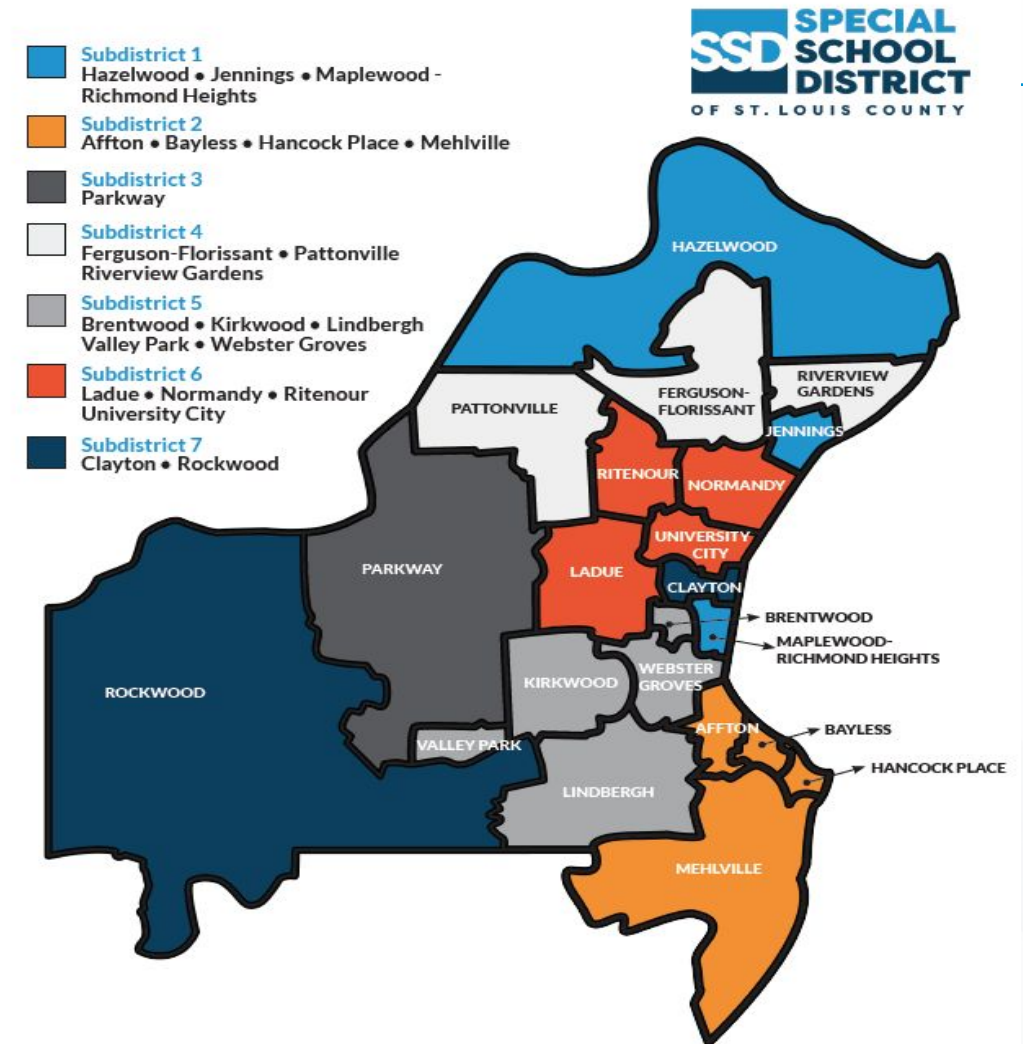 SSD SPECIAL
SCHOOL
DISTRICT
OF ST. LOUIS COUNTY
Subdistrict 1
Hazelwood • Jennings • Maplewood -
Richmond Heights
Subdistrict 2
Affton • Bayless • Hancock Place • Mehlville
Subdistrict 3
Parkway
Subdistrict 4
Ferguson-Florissant • Pattonville
Riverview Gardens
Subdistrict 5
Brentwood • Kirkwood • Lindbergh
Valley Park • Webster Groves
Subdistrict 6
Ladue • Normandy • Ritenour
University City
Subdistrict 7
Clayton • Rockwood
HAZELWOOD
RIVERVIEW
GARDENS
FERGUSON-
FLORISSANT
PATTONVILLE
JENNINGS
RITENOUR
NORMANDY
UNIVERSITY
CITY
PARKWAY
LADUE
CLAYTON
BRENTWOOD
MAPLEWOOD-
RICHMOND HEIGHTS
WEBSTER
GROVES
KIRKWOOD
ROCKWOOD
AFFTON
BAYLESS
VALLEY PARK
HANCOCK PLACE
LINDBERGH
MEHLVILLE